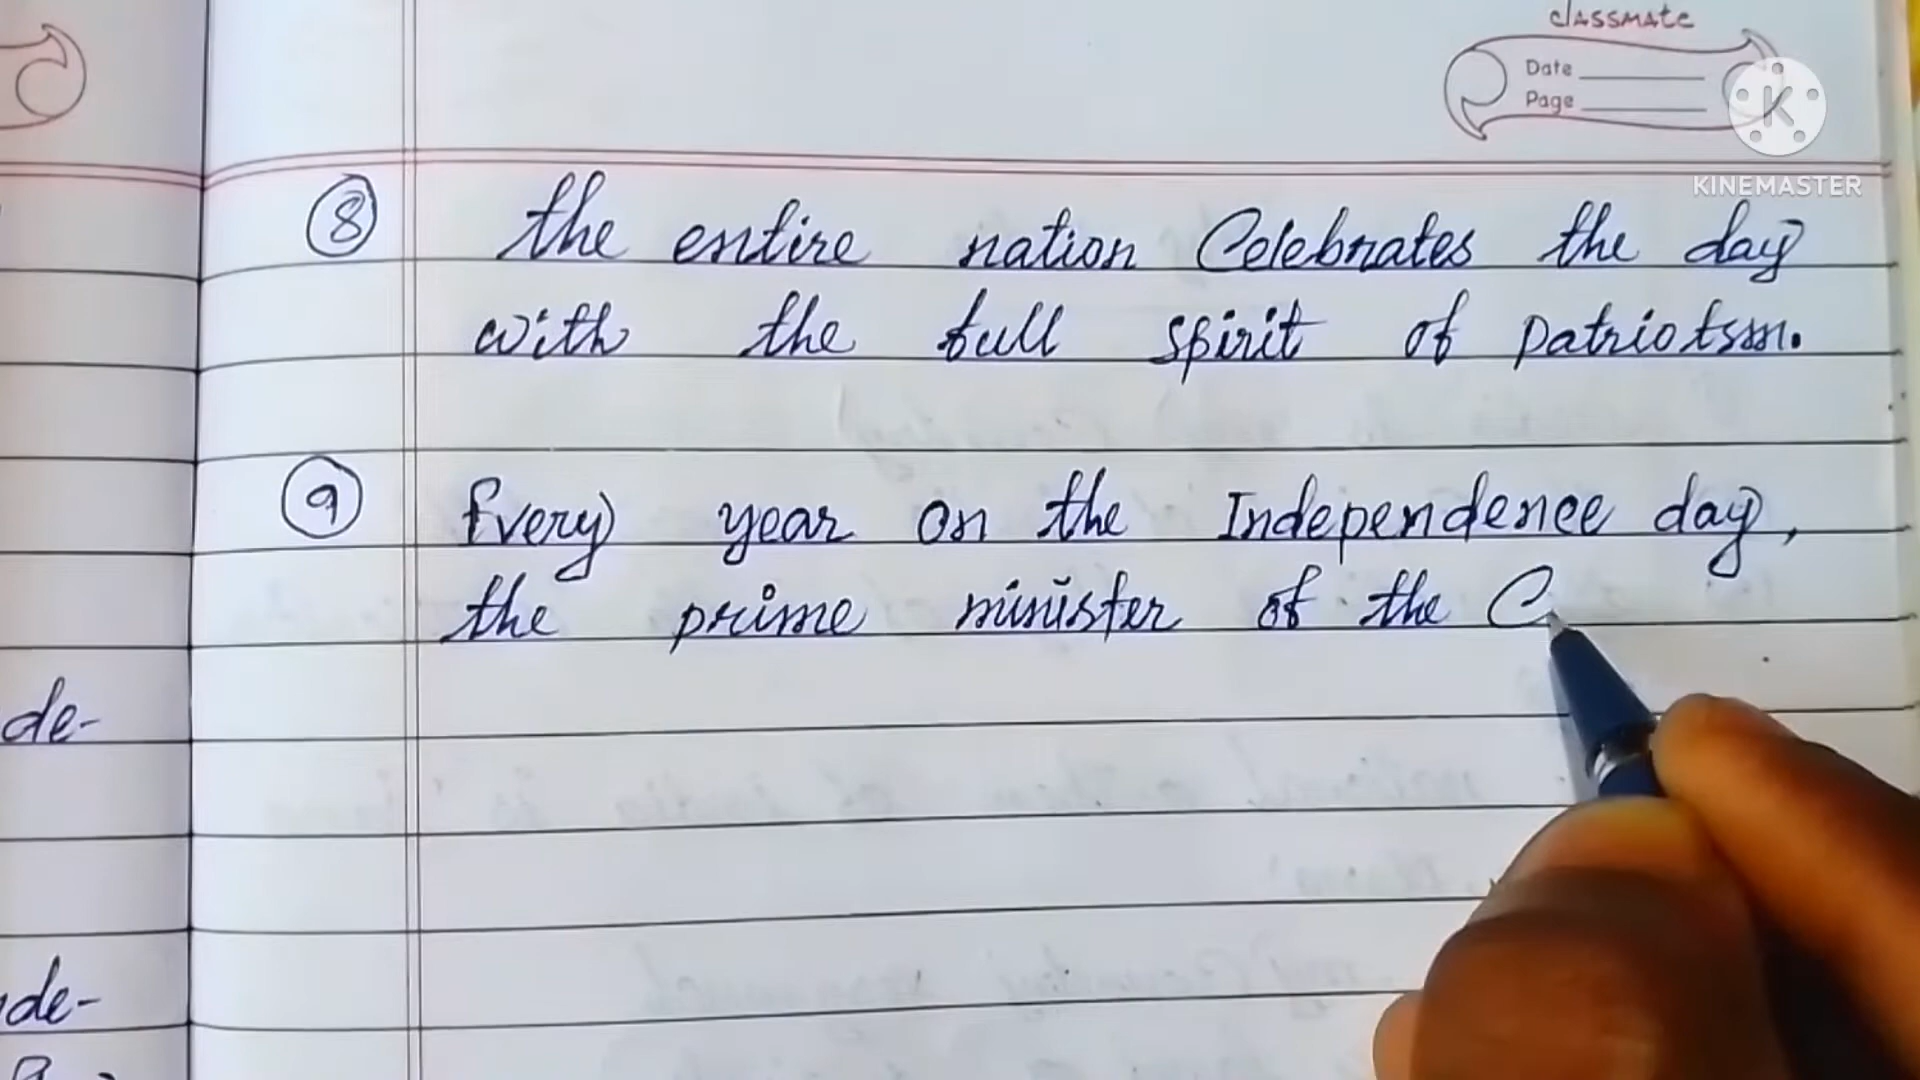 classmate
Date
Page
KINEMASTER
8 the entire nation Celebrates the day
with the full spirit of patriotsm.
9 Every year on the Independence day,
the prime minister of the C
de-
de-